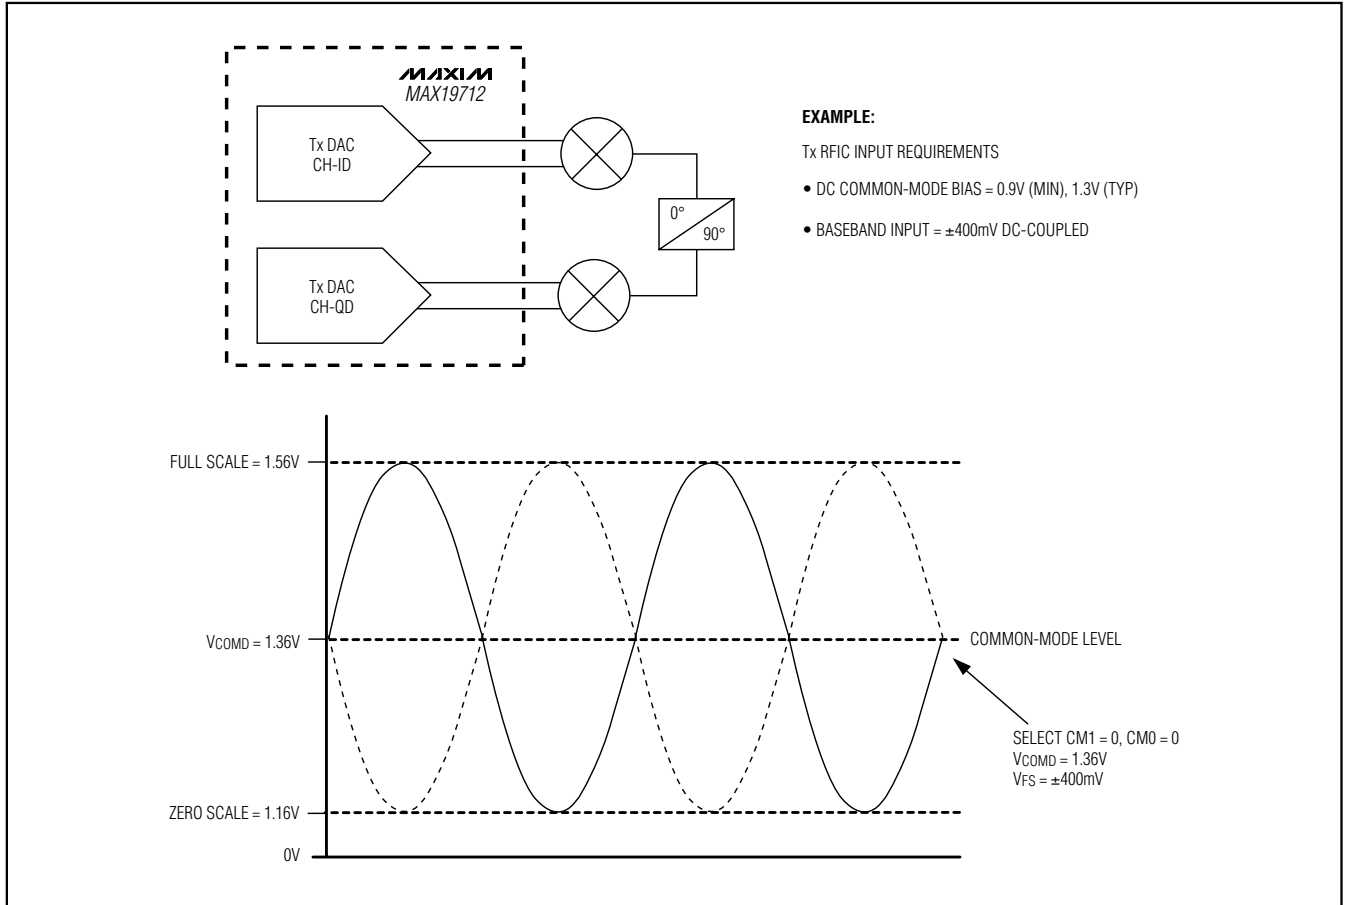 MAXIM
MAX19712
Tx DAC
CH-ID
Tx DAC
CH-QD
0°
90°
EXAMPLE:
Tx RFIC INPUT REQUIREMENTS
• DC COMMON-MODE BIAS = 0.9V (MIN), 1.3V (TYP)
• BASEBAND INPUT = ±400mV DC-COUPLED
FULL SCALE = 1.56V
VCOMD = 1.36V
COMMON-MODE LEVEL
SELECT CM1 = 0, CM0 = 0
VCOMD = 1.36V
VFS = ±400mV
ZERO SCALE = 1.16V
0V